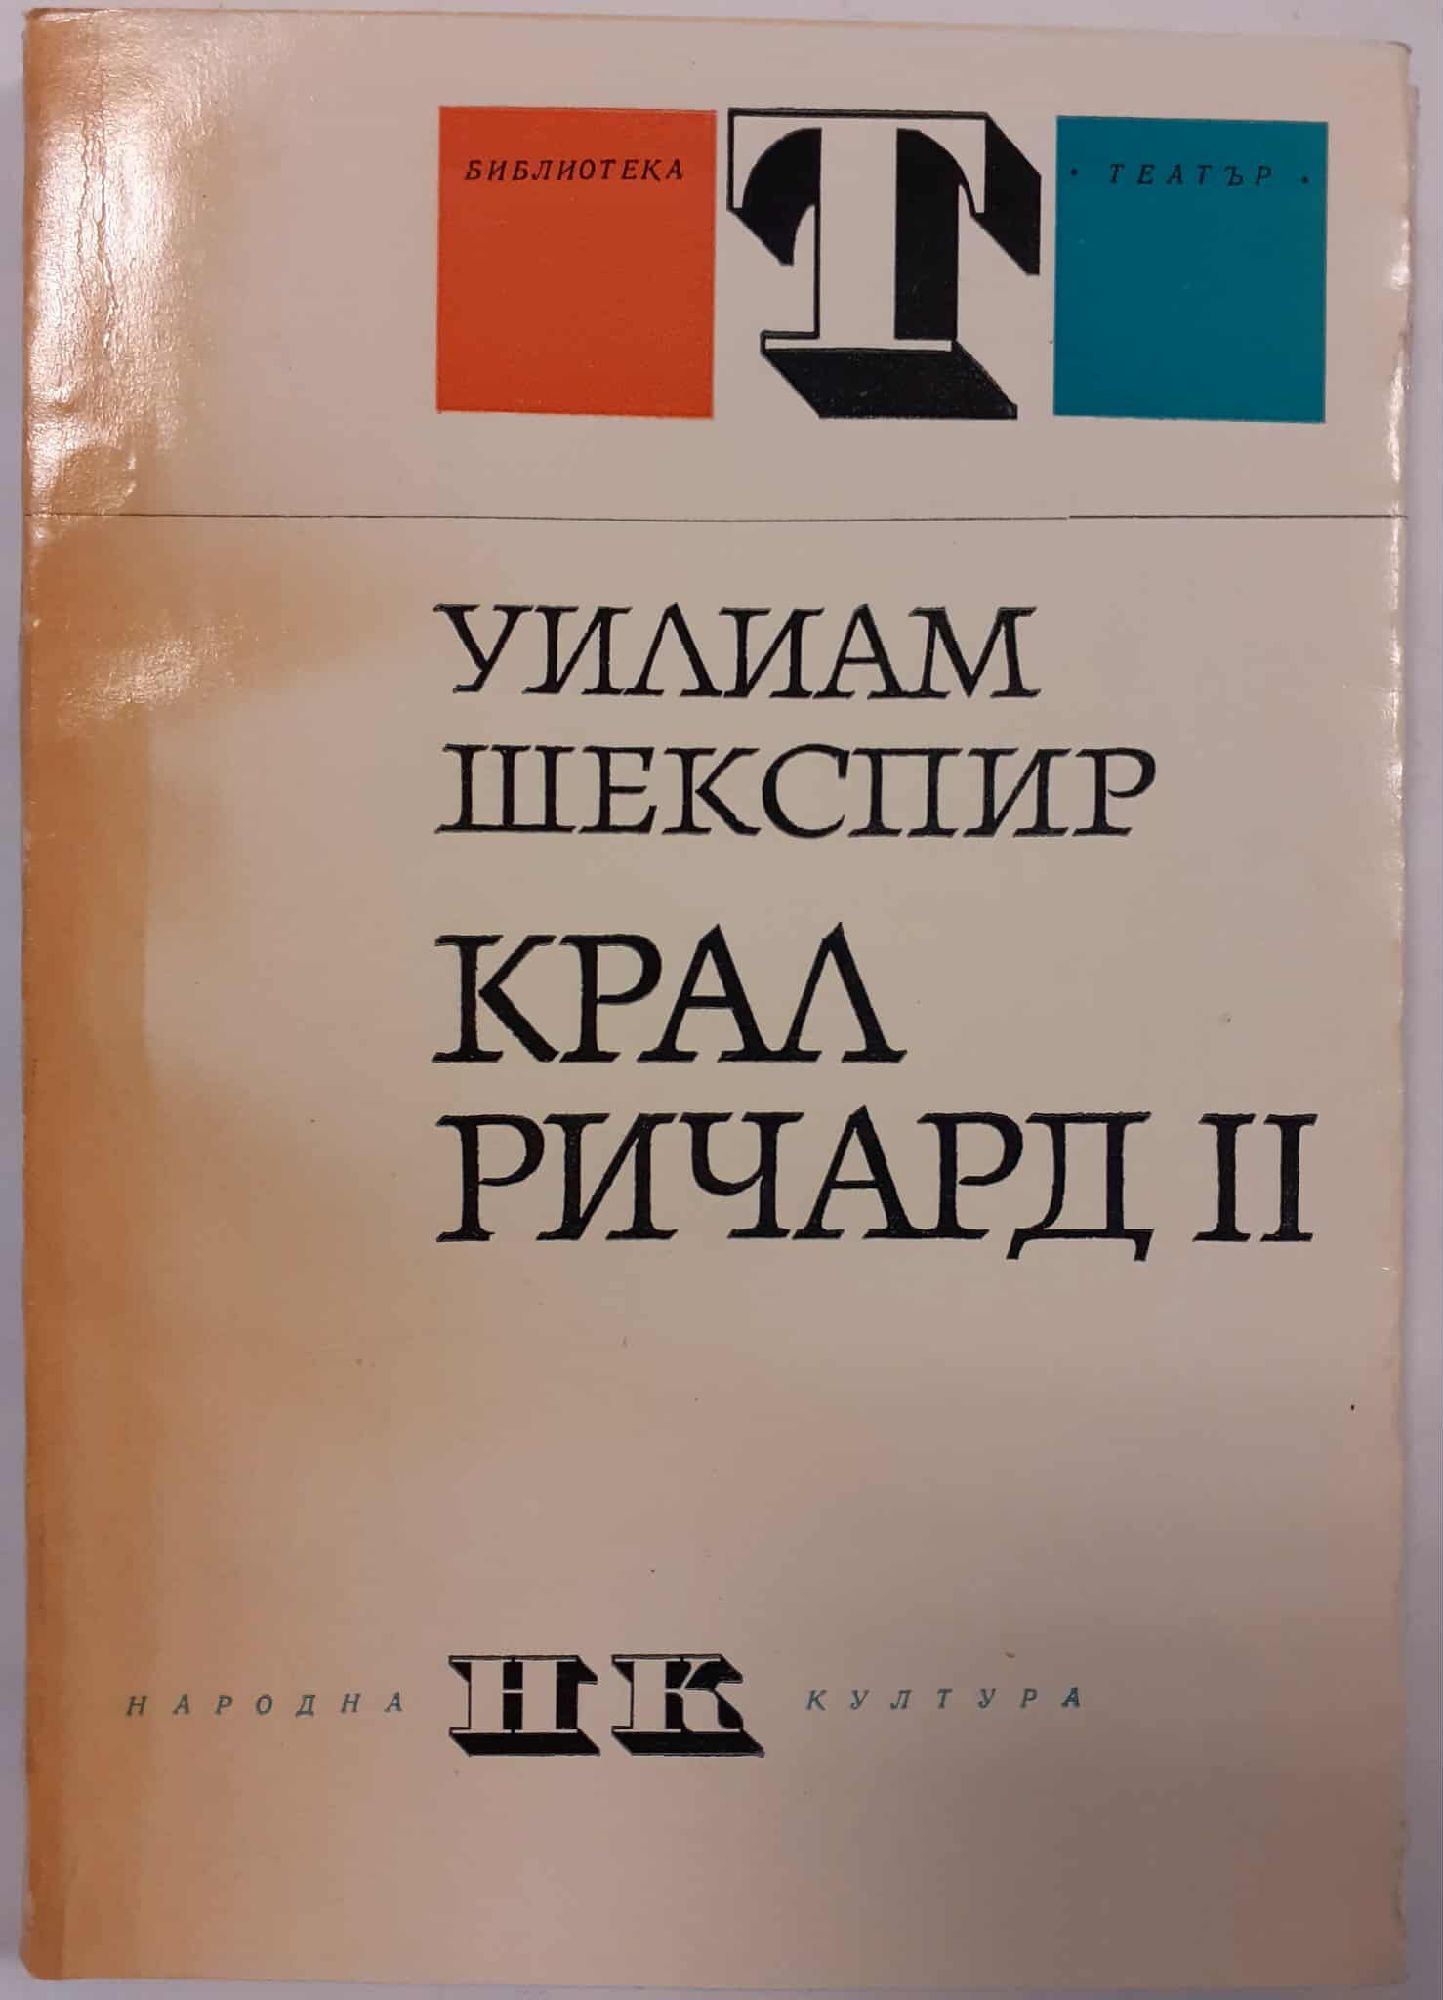 БИБЛИОТЕКА Т · ТЕАТЪР ·
УИЛИАМ
ШЕКСПИР
КРАЛ
РИЧАРД II
НАРОДНА НК КУЛТУРА